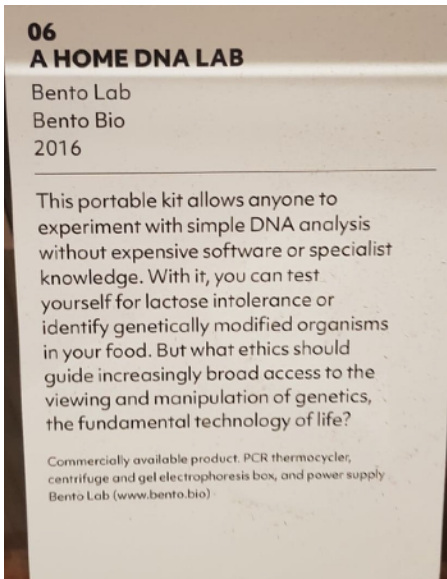 06
A HOME DNA LAB
Bento Lab
Bento Bio
2016
This portable kit allows anyone to
experiment with simple DNA analysis
without expensive software or specialist
knowledge. With it, you can test
yourself for lactose intolerance or
identify genetically modified organisms
in your food. But what ethics should
guide increasingly broad access to the
viewing and manipulation of genetics,
the fundamental technology of life?
Commercially available product. PCR thermocycler,
centrifuge and gel electrophoresis box, and power supply
Bento Lab (www.bento.bio)